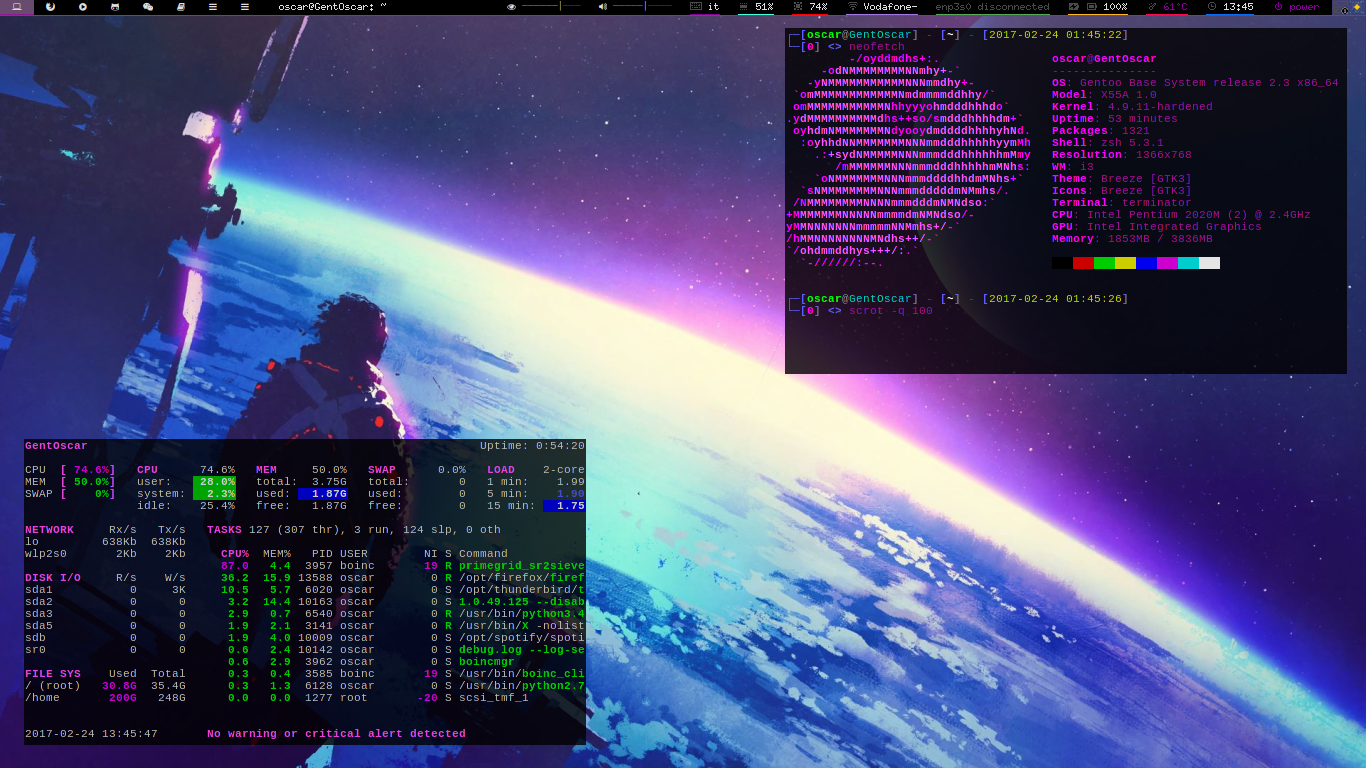 oscar@GentOscar: ~ it 51% 74% Vodafone- enp3s0 disconnected 100% 61°C 13:45 power
[oscar@GentOscar] - [~] - [2017-02-24 01:45:22]
[0] <> neofetch
-/oyddmdhs+:.
-odNMMMMMMMMNNmhy+-`
-yNMMMMMMMMMMMNNNmmdhy+-
`omMMMMMMMMMMMMNmdmmmmddhhy/`
omMMMMMMMMMMMNhhyyyohmdddhhhdo`
.ydMMMMMMMMMMdhs++so/smdddhhhhdm+`
oyhdmNMMMMMMMNdyooydmddddhhhhyhNd.
:oyhhdNNMMMMMMMNNNmmdddhhhhhyymMh
.:+sydNMMMMMNNNmmmdddhhhhhhmMmy
/mMMMMMMNNNmmmdddhhhhhmMNhs:
`oNMMMMMMMNNNmmmddddhhdmMNhs+`
`sNMMMMMMMMNNNmmmdddddmNMmhs/.
/NMMMMMMMMNNNNmmmdddmNMNdso:`
+MMMMMMMNNNNNmmmmdmNMNdso/-
yMMNNNNNNNmmmmmNNMmhs+/-`
/hMMNNNNNNNNMNdhs++/-`
`/ohdmmddhys+++/:.`
`-//////:--.
oscar@GentOscar
---------------
OS: Gentoo Base System release 2.3 x86_64
Model: X55A 1.0
Kernel: 4.9.11-hardened
Uptime: 53 minutes
Packages: 1321
Shell: zsh 5.3.1
Resolution: 1366x768
WM: i3
Theme: Breeze [GTK3]
Icons: Breeze [GTK3]
Terminal: terminator
CPU: Intel Pentium 2020M (2) @ 2.4GHz
GPU: Intel Integrated Graphics
Memory: 1853MB / 3836MB
[oscar@GentOscar] - [~] - [2017-02-24 01:45:26]
[0] <> scrot -q 100
GentOscar Uptime: 0:54:20
CPU [ 74.6%] CPU 74.6% MEM 50.0% SWAP 0.0% LOAD 2-core
MEM [ 50.0%] user: 28.0% total: 3.75G total: 0 1 min: 1.99
SWAP [ 0%] system: 2.3% used: 1.87G used: 0 5 min: 1.90
idle: 25.4% free: 1.87G free: 0 15 min: 1.75
NETWORK Rx/s Tx/s TASKS 127 (307 thr), 3 run, 124 slp, 0 oth
lo 638Kb 638Kb
wlp2s0 2Kb 2Kb CPU% MEM% PID USER NI S Command
87.0 4.4 3957 boinc 19 R primegrid_sr2sieve
DISK I/O R/s W/s 36.2 15.9 13588 oscar 0 R /opt/firefox/firef
sda1 0 3K 10.5 5.7 6020 oscar 0 S /opt/thunderbird/t
sda2 0 0 3.2 14.4 10163 oscar 0 S 1.0.49.125 --disab
sda3 0 0 2.9 0.7 6540 oscar 0 R /usr/bin/python3.4
sda5 0 0 1.9 2.1 3141 oscar 0 R /usr/bin/X -nolist
sdb 0 0 1.9 4.0 10009 oscar 0 S /opt/spotify/spoti
sr0 0 0 0.6 2.4 10142 oscar 0 S debug.log --log-se
0.6 2.9 3962 oscar 0 S boincmgr
FILE SYS Used Total 0.3 0.4 3585 boinc 19 S /usr/bin/boinc_cli
/ (root) 30.8G 35.4G 0.3 1.3 6128 oscar 0 S /usr/bin/python2.7
/home 200G 248G 0.0 0.0 1277 root -20 S scsi_tmf_1
2017-02-24 13:45:47 No warning or critical alert detected